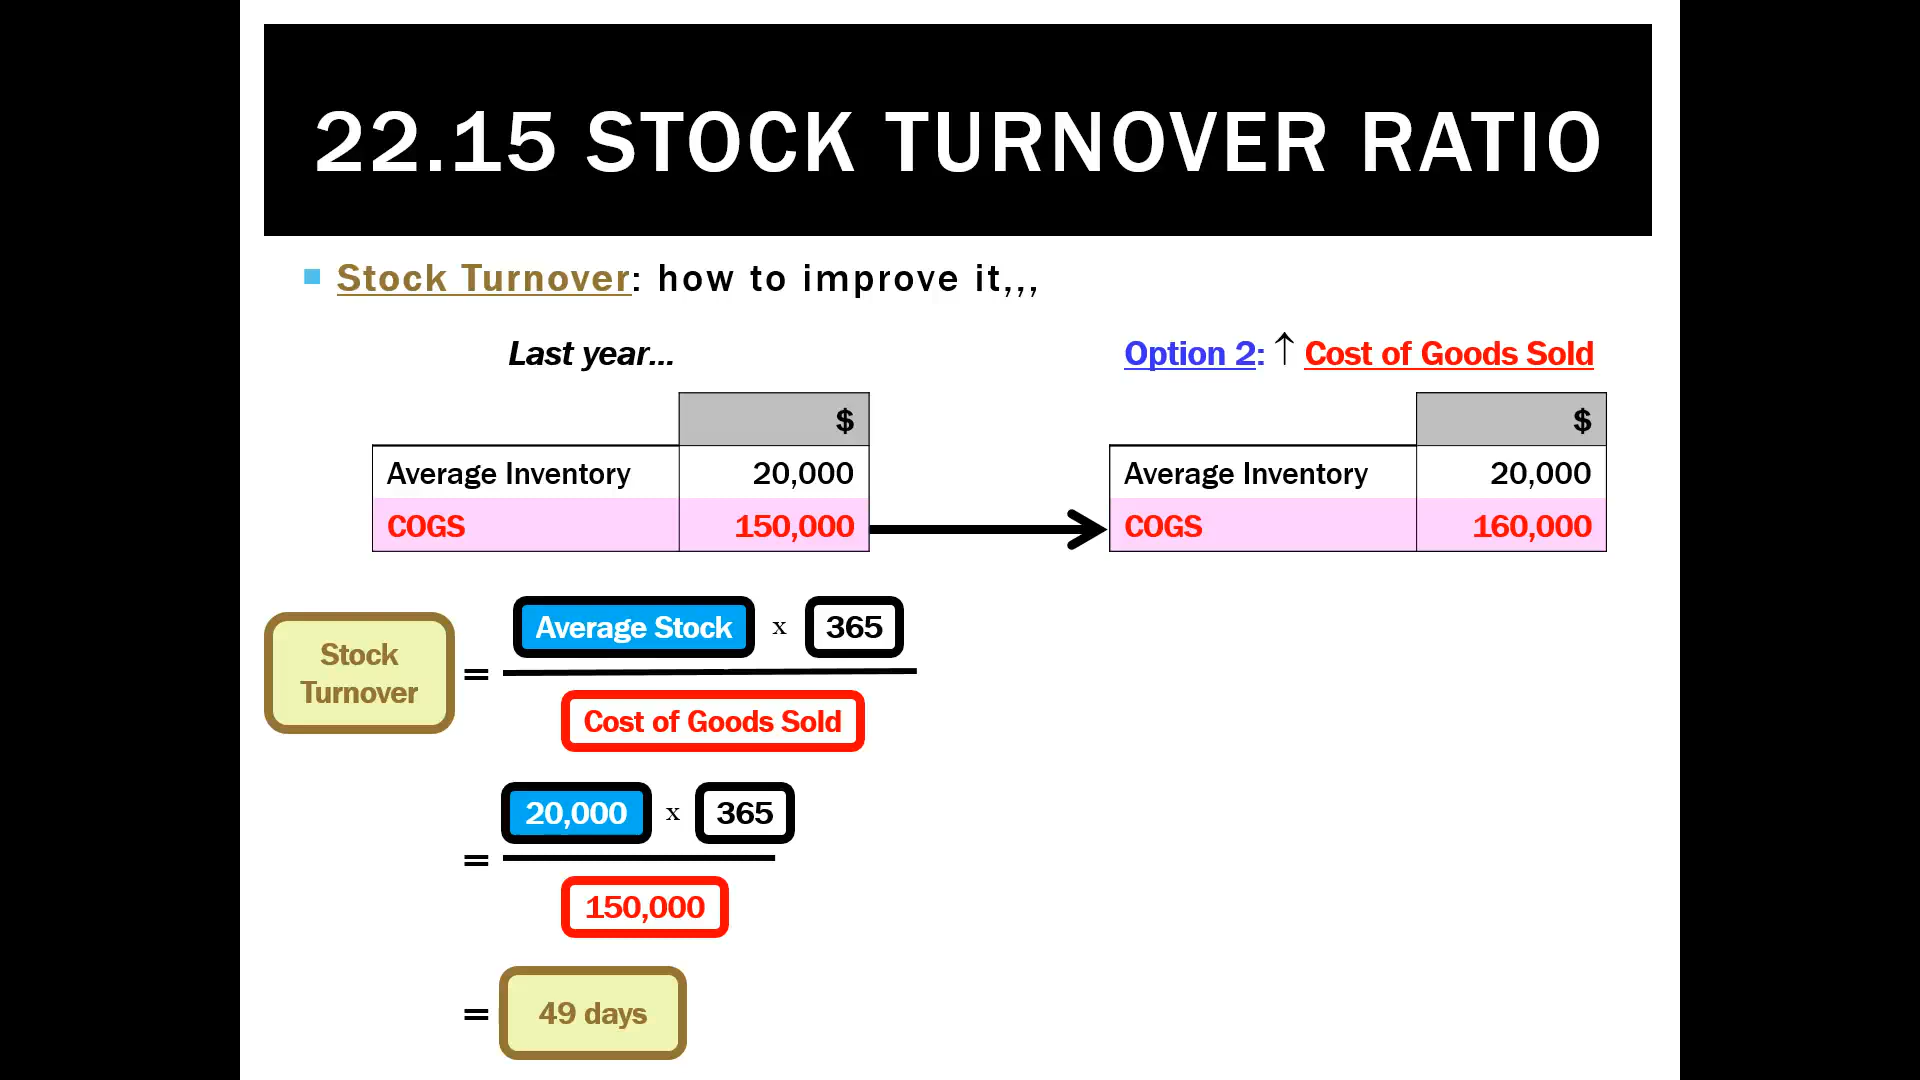 22.15 STOCK TURNOVER RATIO
Stock Turnover: how to improve it,,,
Last year...
$
Average Inventory 20,000
COGS 150,000
Option 2: ↑ Cost of Goods Sold
$
Average Inventory 20,000
COGS 160,000
Stock
Turnover
= Average Stock x 365
Cost of Goods Sold
= 20,000 x 365
150,000
= 49 days